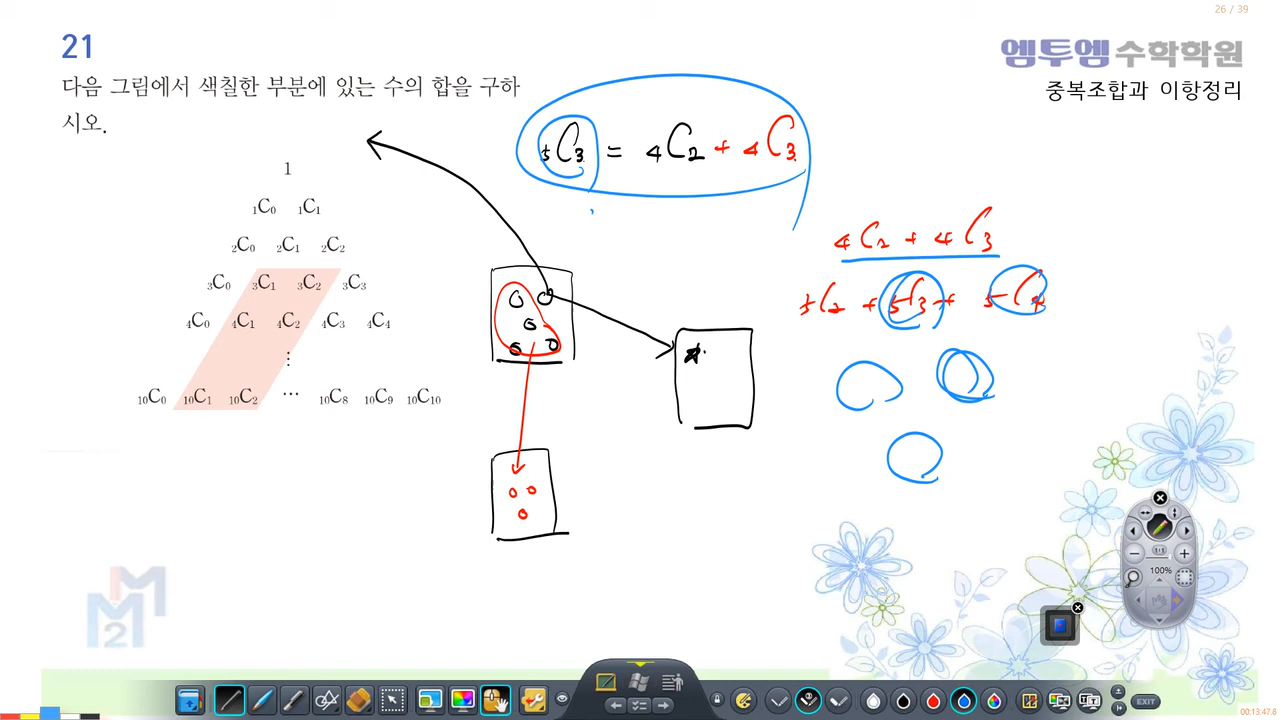 26 / 39
21
엠투엠수학학원
중복조합과 이항정리
다음 그림에서 색칠한 부분에 있는 수의 합을 구하
시오.
₅C₃ = ₄C₂ + ₄C₃
1
₁C₀ ₁C₁
₂C₀ ₂C₁ ₂C₂
₃C₀ ₃C₁ ₃C₂ ₃C₃
₄C₀ ₄C₁ ₄C₂ ₄C₃ ₄C₄
⋮
₁₀C₀ ₁₀C₁ ₁₀C₂ ⋯ ₁₀C₈ ₁₀C₉ ₁₀C₁₀
₄C₂ + ₄C₃
₅C₂ + ₅C₃ +
M
M2
100%
1:1
EXIT
00:13:47.8